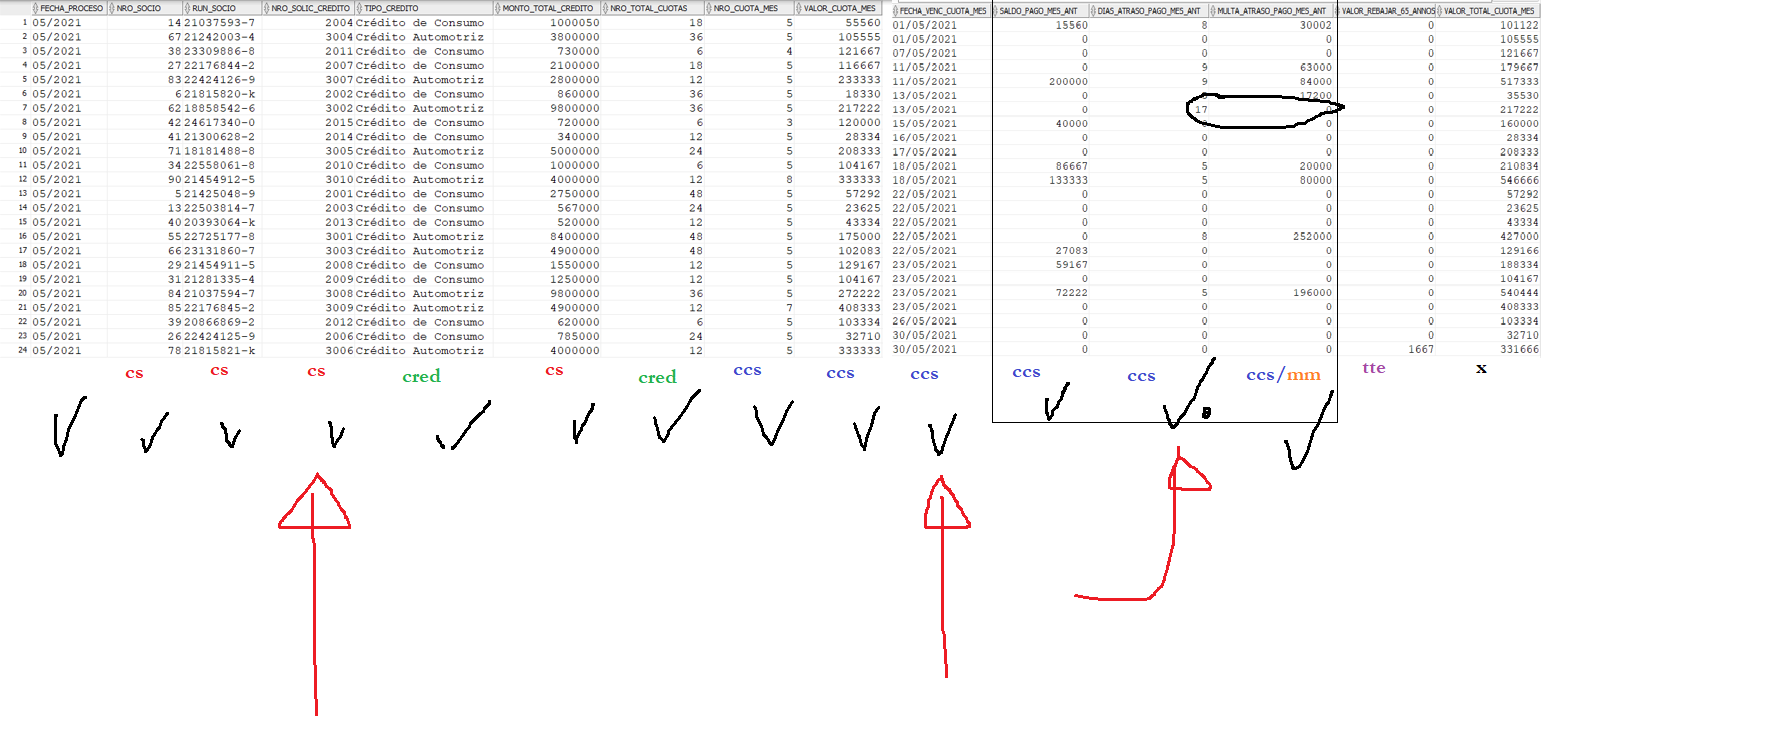 FECHA_PROCESO NRO_SOCIO RUN_SOCIO NRO_SOLIC_CREDITO TIPO_CREDITO MONTO_TOTAL_CREDITO NRO_TOTAL_CUOTAS NRO_CUOTA_MES VALOR_CUOTA_MES FECHA_VENC_CUOTA_MES SALDO_PAGO_MES_ANT DIAS_ATRASO_PAGO_MES_ANT MULTA_ATRASO_PAGO_MES_ANT VALOR_REBAJAR_65_ANNOS VALOR_TOTAL_CUOTA_MES
1 05/2021 14 21037593-7 2004 Crédito de Consumo 1000050 18 5 55560 01/05/2021 15560 8 30002 0 101122
2 05/2021 67 21242003-4 3004 Crédito Automotriz 3800000 36 5 105555 01/05/2021 0 0 0 0 105555
3 05/2021 38 23309886-8 2011 Crédito de Consumo 730000 6 4 121667 07/05/2021 0 0 0 0 121667
4 05/2021 27 22176844-2 2007 Crédito de Consumo 2100000 18 5 116667 11/05/2021 0 9 63000 0 179667
5 05/2021 83 22424126-9 3007 Crédito Automotriz 2800000 12 5 233333 11/05/2021 200000 9 84000 0 517333
6 05/2021 6 21815820-k 2002 Crédito de Consumo 860000 36 5 18330 13/05/2021 0 17200 0 35530
7 05/2021 62 18858542-6 3002 Crédito Automotriz 9800000 36 5 217222 13/05/2021 0 17 0 0 217222
8 05/2021 42 24617340-0 2015 Crédito de Consumo 720000 6 3 120000 15/05/2021 40000 0 0 160000
9 05/2021 41 21300628-2 2014 Crédito de Consumo 340000 12 5 28334 16/05/2021 0 0 0 0 28334
10 05/2021 71 18181488-8 3005 Crédito Automotriz 5000000 24 5 208333 17/05/2021 0 0 0 0 208333
11 05/2021 34 22558061-8 2010 Crédito de Consumo 1000000 6 5 104167 18/05/2021 86667 5 20000 0 210834
12 05/2021 90 21454912-5 3010 Crédito Automotriz 4000000 12 8 333333 18/05/2021 133333 5 80000 0 546666
13 05/2021 5 21425048-9 2001 Crédito de Consumo 2750000 48 5 57292 22/05/2021 0 0 0 0 57292
14 05/2021 13 22503814-7 2003 Crédito de Consumo 567000 24 5 23625 22/05/2021 0 0 0 0 23625
15 05/2021 40 20393064-k 2013 Crédito de Consumo 520000 12 5 43334 22/05/2021 0 0 0 0 43334
16 05/2021 55 22725177-8 3001 Crédito Automotriz 8400000 48 5 175000 22/05/2021 0 8 252000 0 427000
17 05/2021 66 23131860-7 3003 Crédito Automotriz 4900000 48 5 102083 22/05/2021 27083 0 0 0 129166
18 05/2021 29 21454911-5 2008 Crédito de Consumo 1550000 12 5 129167 23/05/2021 59167 0 0 0 188334
19 05/2021 31 21281335-4 2009 Crédito de Consumo 1250000 12 5 104167 23/05/2021 0 0 0 0 104167
20 05/2021 84 21037594-7 3008 Crédito Automotriz 9800000 36 5 272222 23/05/2021 72222 5 196000 0 540444
21 05/2021 85 22176845-2 3009 Crédito Automotriz 4900000 12 7 408333 23/05/2021 0 0 0 0 408333
22 05/2021 39 20866869-2 2012 Crédito de Consumo 620000 6 5 103334 26/05/2021 0 0 0 0 103334
23 05/2021 26 22424125-9 2006 Crédito de Consumo 785000 24 5 32710 30/05/2021 0 0 0 0 32710
24 05/2021 78 21815821-k 3006 Crédito Automotriz 4000000 12 5 333333 30/05/2021 0 0 0 1667 331666
cs cs cs cred cs cred ccs ccs ccs ccs ccs ccs/mm tte x